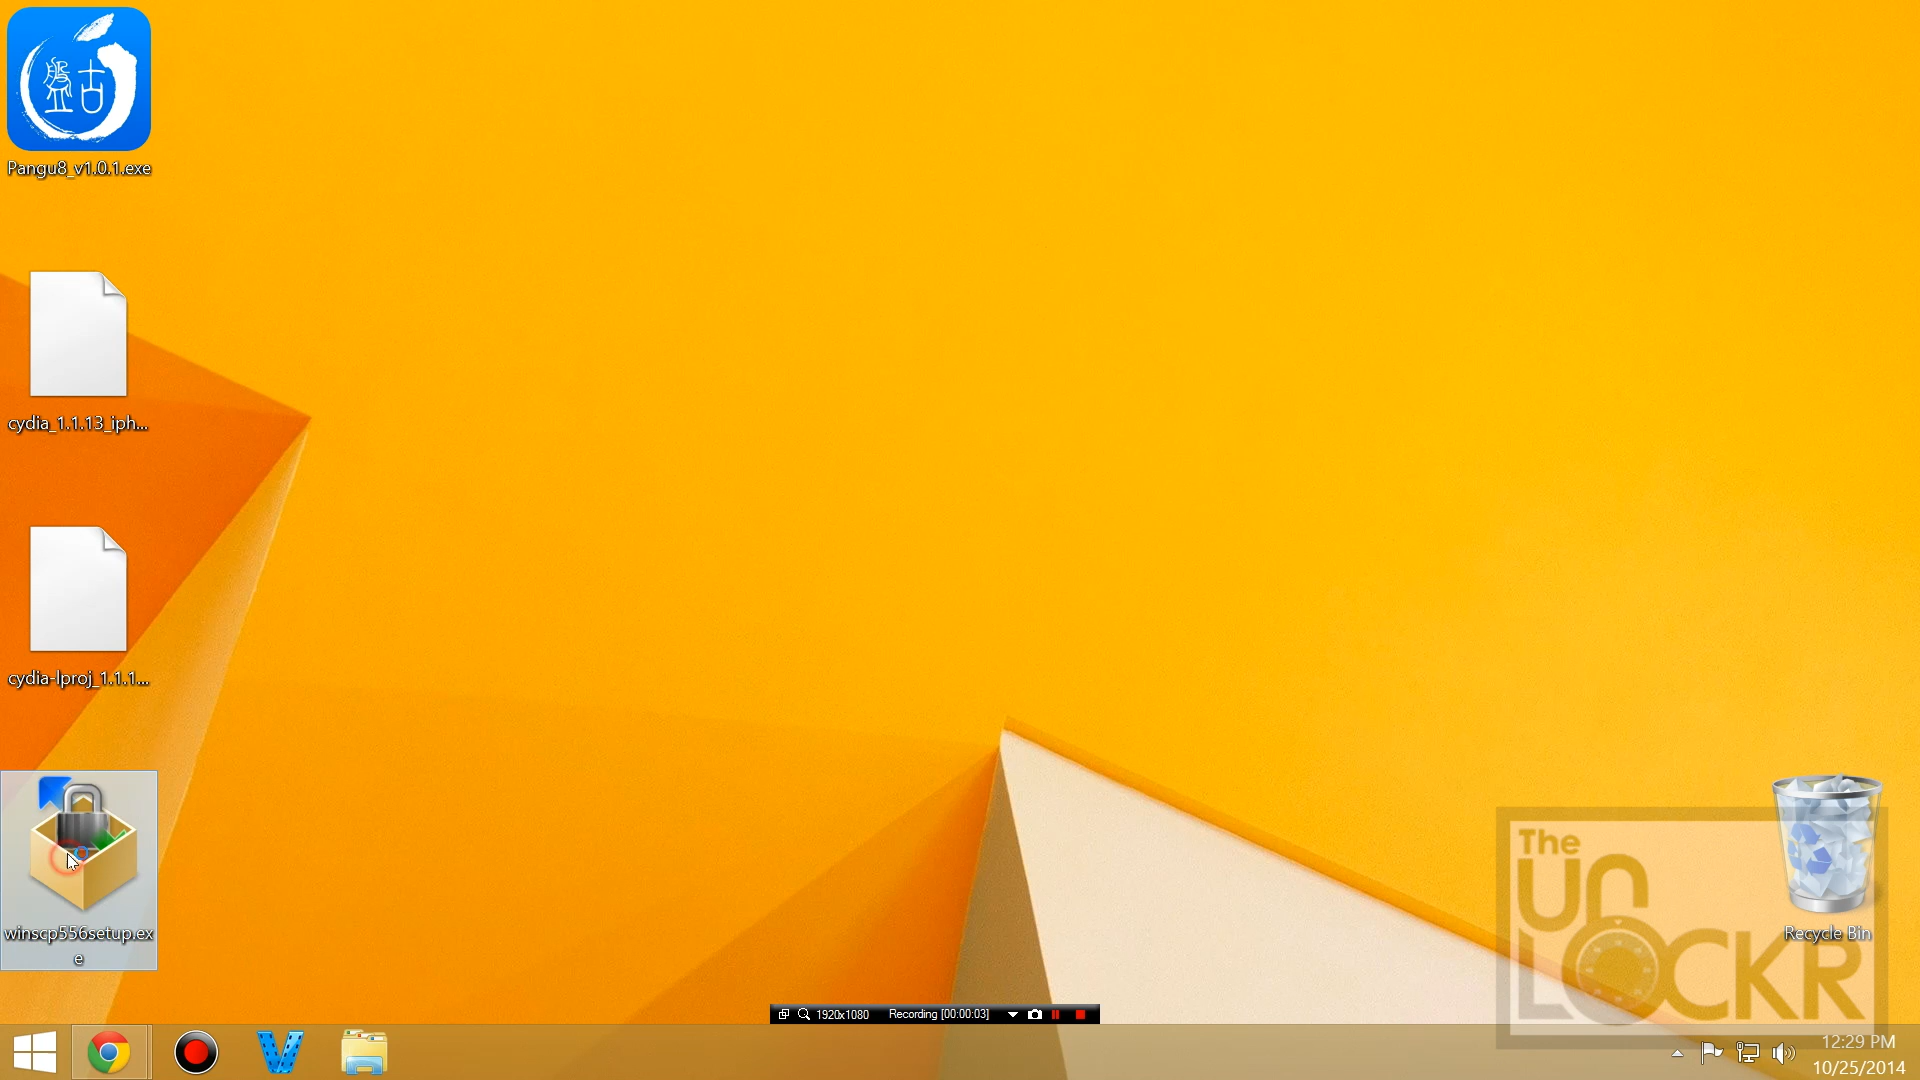 盤古
Pangu8_v1.0.1.exe
cydia_1.1.13_iph...
cydia-lproj_1.1.1...
winscp556setup.ex
e
Recycle Bin
The
UN
LOCKR
1920x1080 Recording [00:00:03]
12:29 PM
10/25/2014